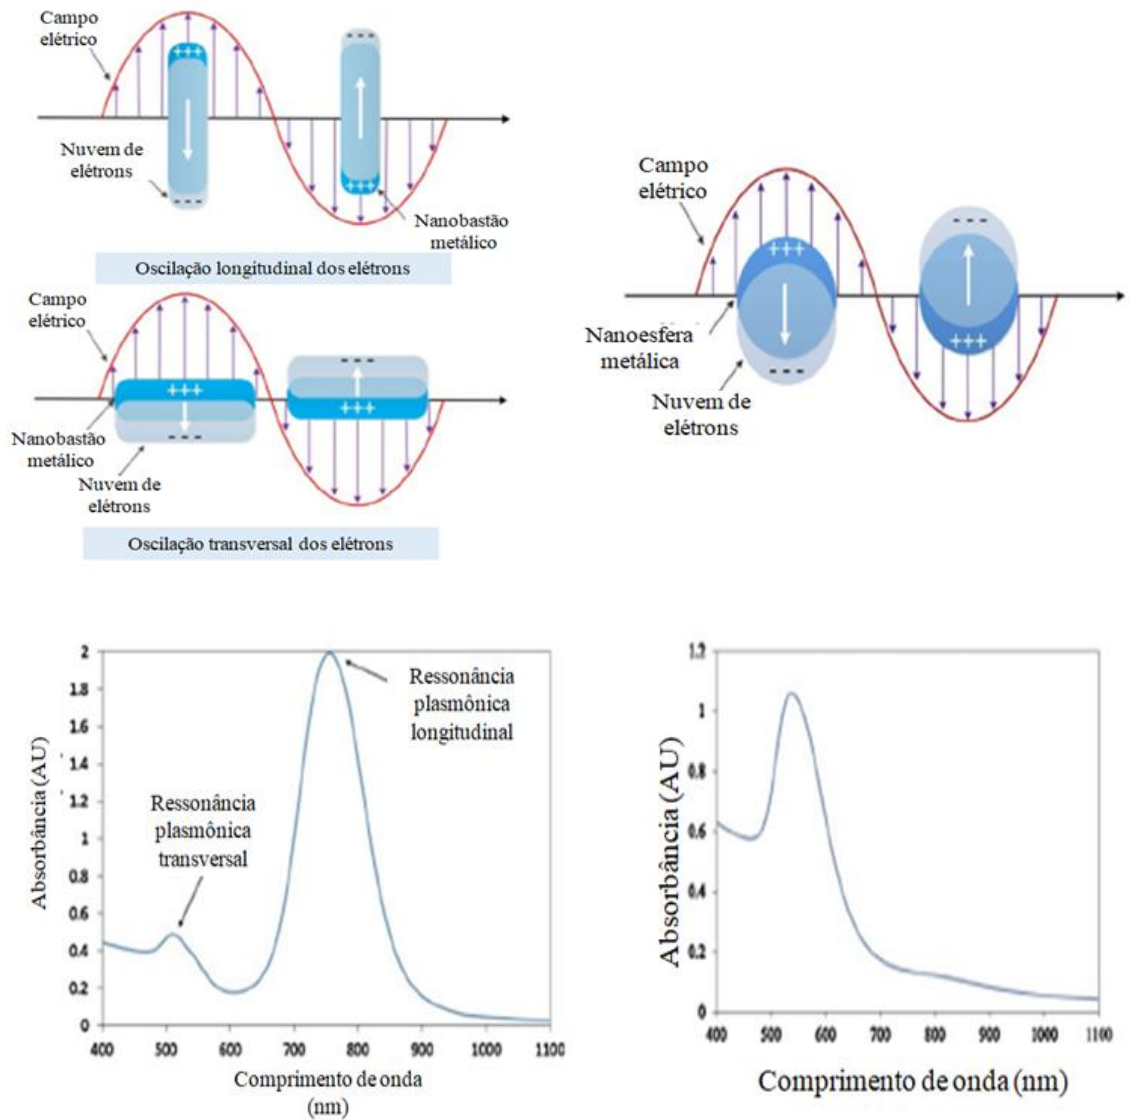 Campo
elétrico
+++
- - -
Nuvem de
elétrons
- - -
+++
Nanobastão
metálico
Oscilação longitudinal dos elétrons
Campo
elétrico
+++
- - -
- - -
+++
Nanobastão
metálico
Nuvem de
elétrons
Oscilação transversal dos elétrons
Campo
elétrico
+++
- - -
- - -
+++
Nanoesfera
metálica
Nuvem de
elétrons
2
1.8
1.6
1.4
1.2
1
0.8
0.6
0.4
0.2
0
Absorbância (AU)
Ressonância
plasmônica
longitudinal
Ressonância
plasmônica
transversal
400 500 600 700 800 900 1000 1100
Comprimento de onda
(nm)
1.2
1
0.8
0.6
0.4
0.2
0
Absorbância (AU)
400 500 600 700 800 900 1000 1100
Comprimento de onda (nm)